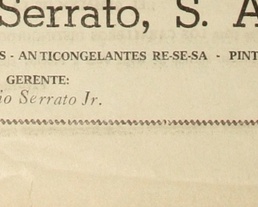 Serrato, S. A
S - ANTICONGELANTES RE-SE-SA - PINT
GERENTE:
io Serrato Jr.